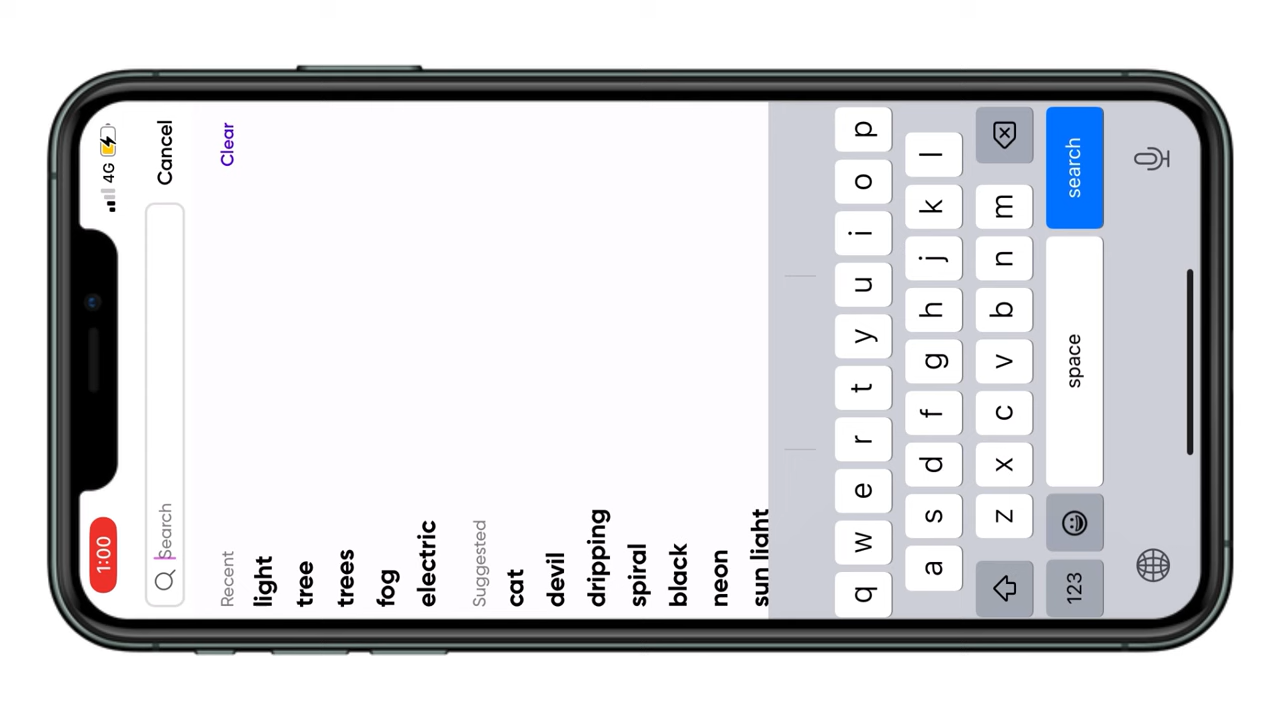 1:00 4G
Search Cancel
Recent Clear
light
tree
trees
fog
electric
Suggested
cat
devil
dripping
spiral
black
neon
sun light
q w e r t y u i o p
a s d f g h j k l
z x c v b n m
123 space search